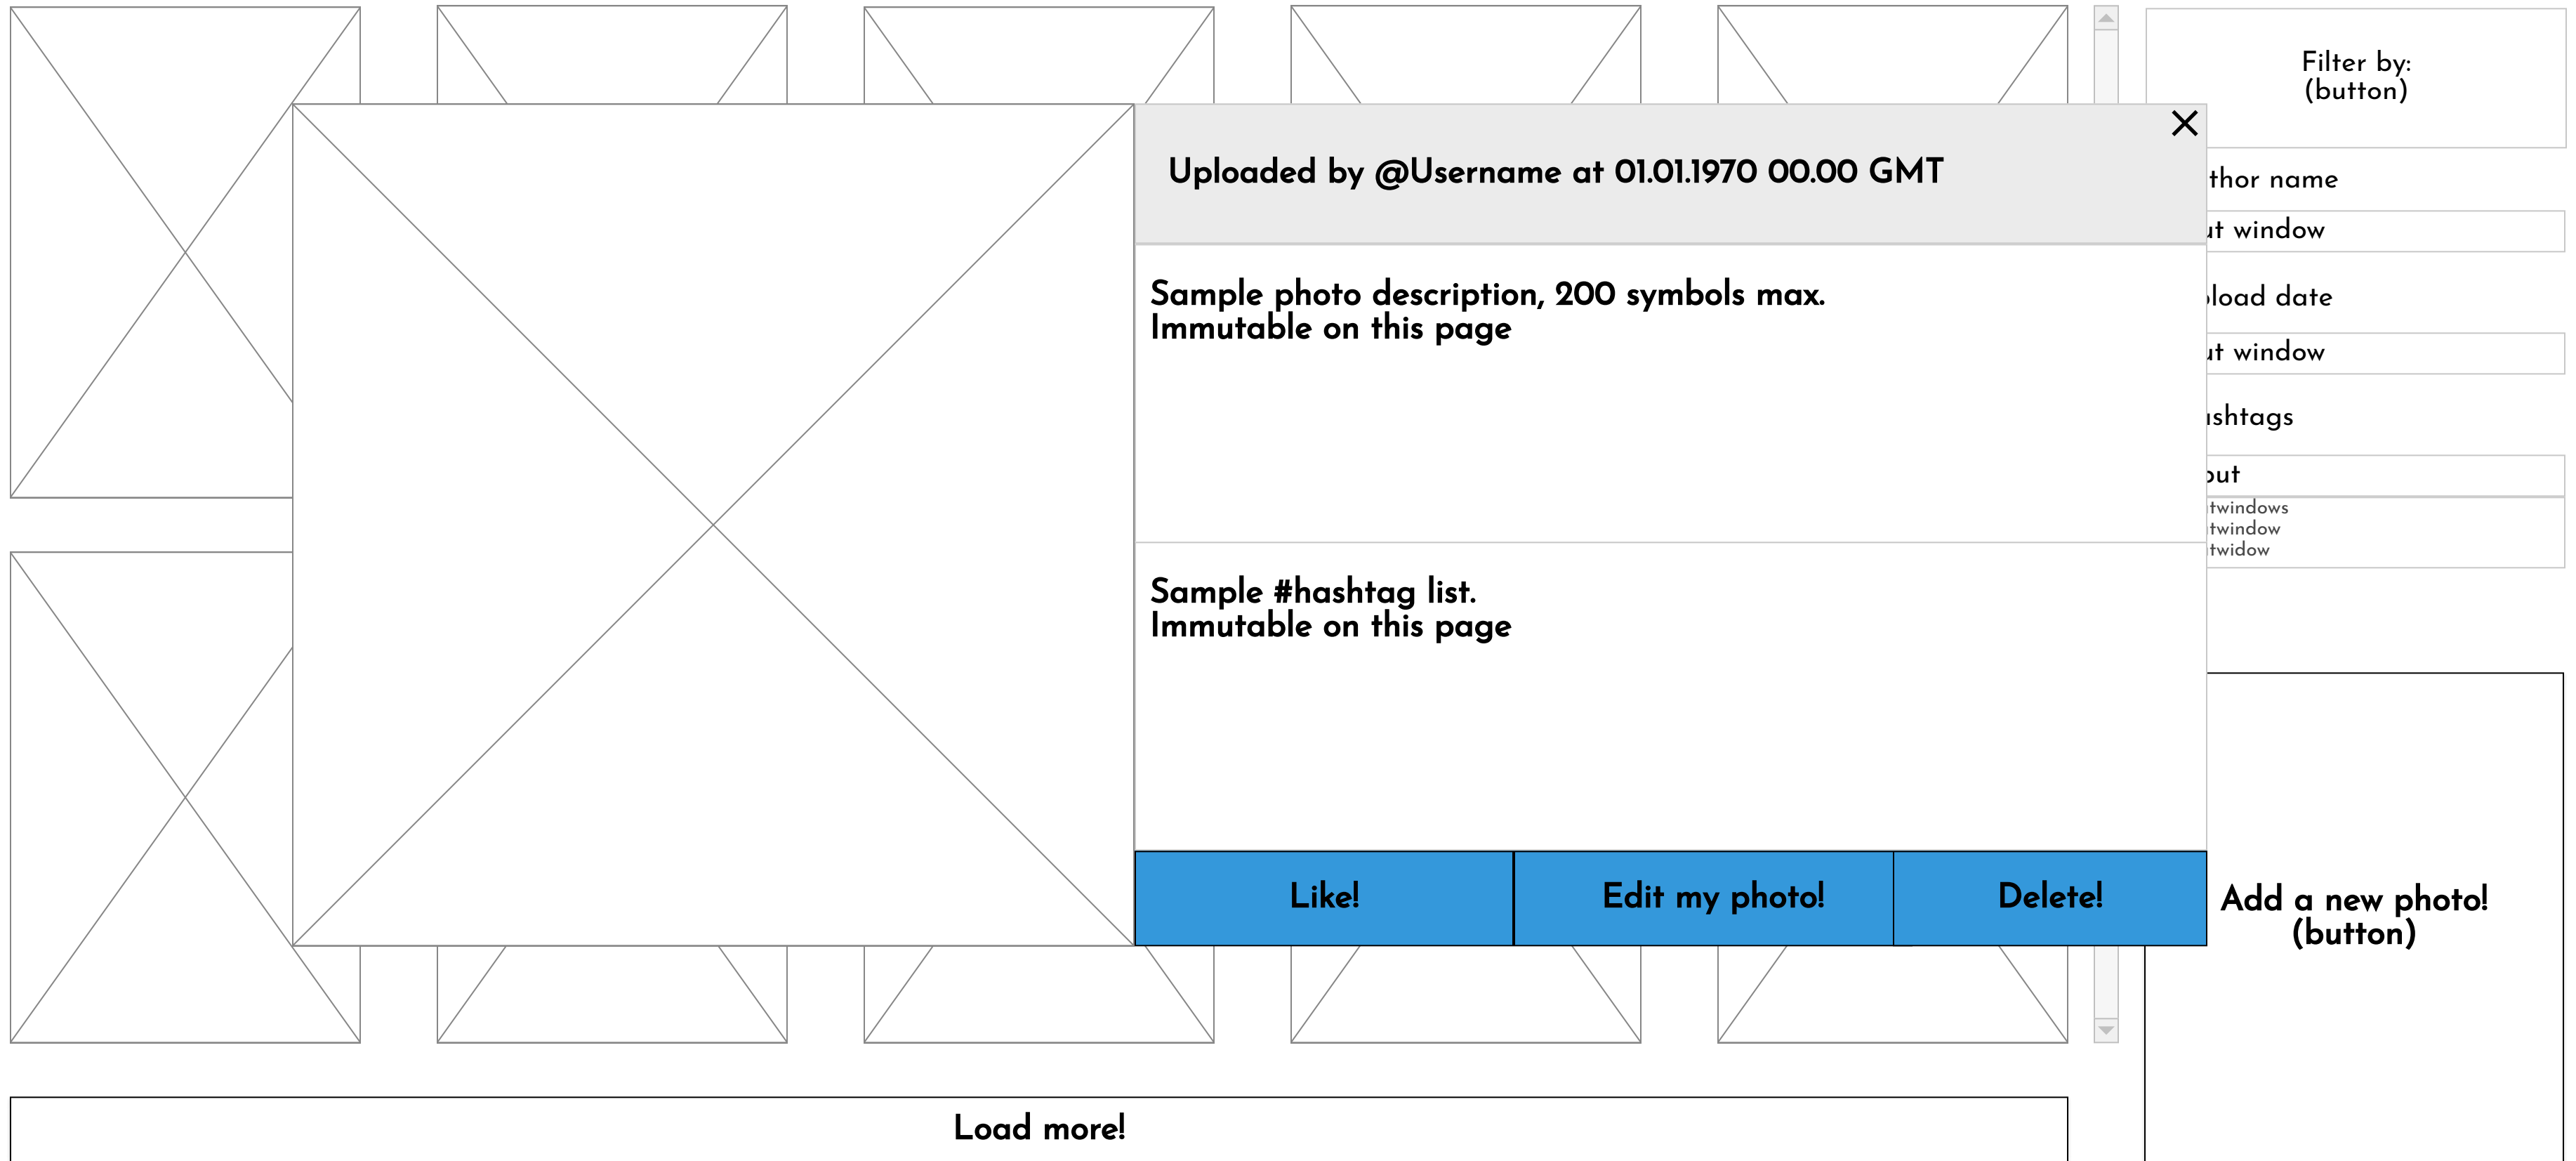 Filter by:
(button)
Uploaded by @Username at 01.01.1970 00.00 GMT
thor name
ut window
Sample photo description, 200 symbols max.
Immutable on this page
load date
ut window
shtags
out
twindows
twindow
twidow
Sample #hashtag list.
Immutable on this page
Like!
Edit my photo!
Delete!
Add a new photo!
(button)
Load more!